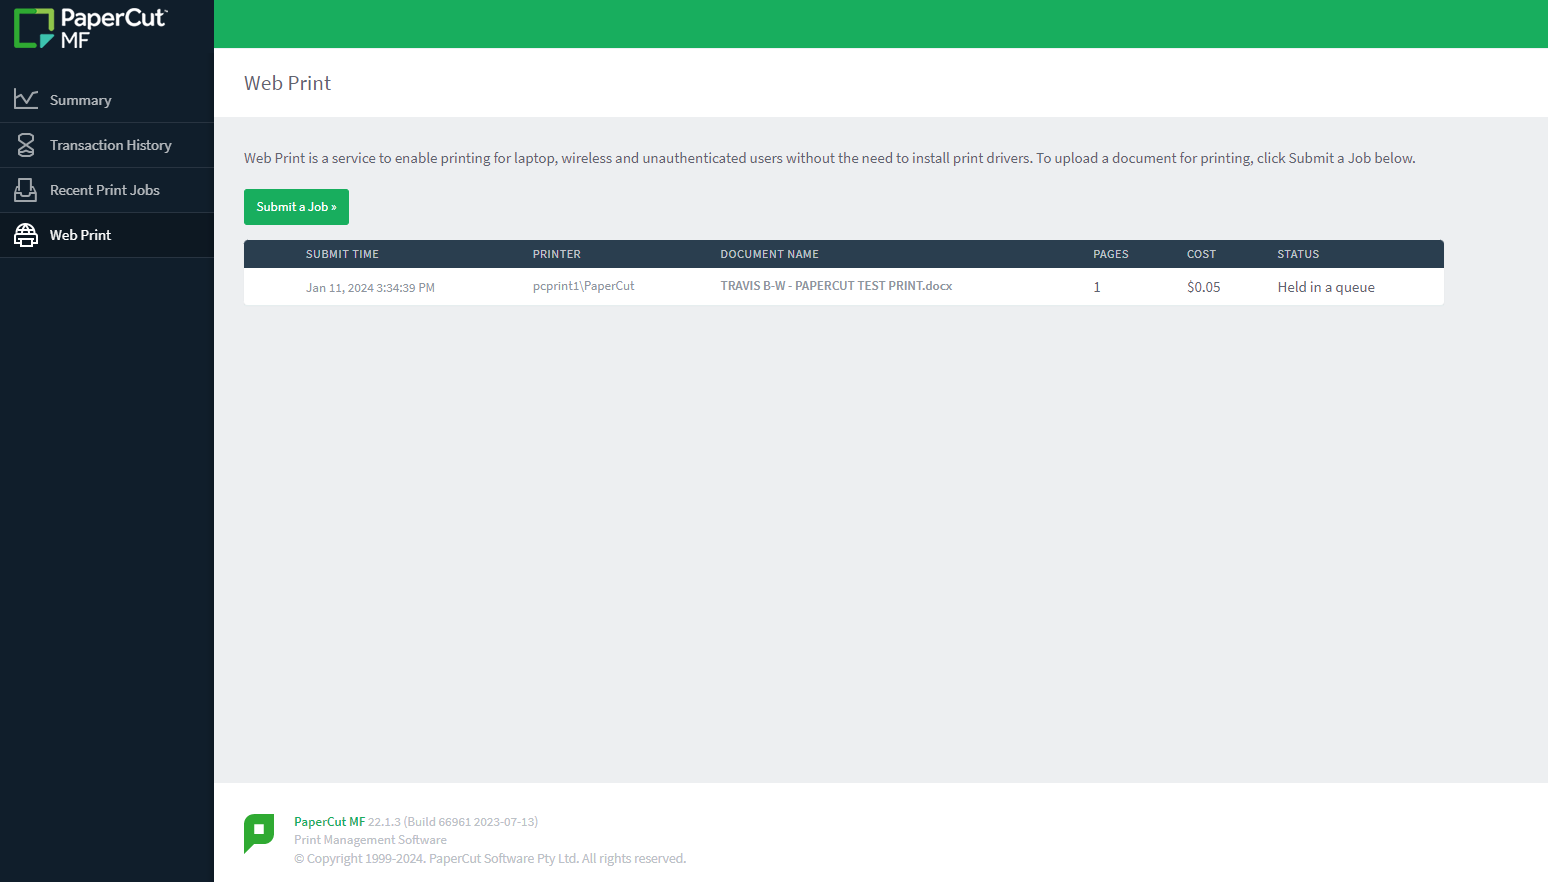 PaperCut™
MF
Summary
Transaction History
Recent Print Jobs
Web Print
Web Print
Web Print is a service to enable printing for laptop, wireless and unauthenticated users without the need to install print drivers. To upload a document for printing, click Submit a Job below.
Submit a Job »
SUBMIT TIME PRINTER DOCUMENT NAME PAGES COST STATUS
Jan 11, 2024 3:34:39 PM pcprint1\PaperCut TRAVIS B-W - PAPERCUT TEST PRINT.docx 1 $0.05 Held in a queue
PaperCut MF 22.1.3 (Build 66961 2023-07-13)
Print Management Software
© Copyright 1999-2024. PaperCut Software Pty Ltd. All rights reserved.